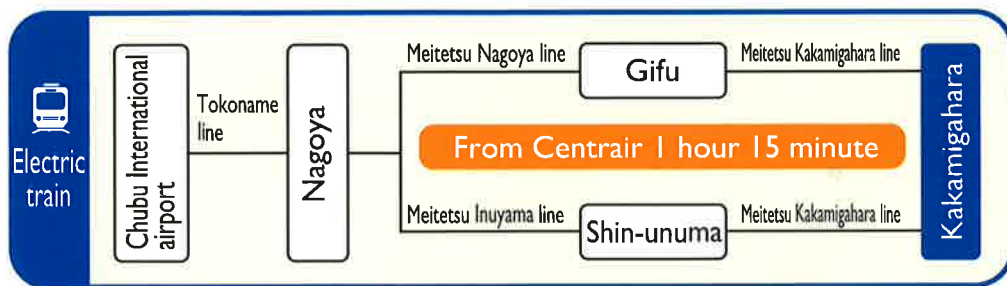 Electric
train
Chubu International
airport
Tokoname
line
Nagoya
Meitetsu Nagoya line
Gifu
Meitetsu Kakamigahara line
From Centrair 1 hour 15 minute
Meitetsu Inuyama line
Shin-unuma
Meitetsu Kakamigahara line
Kakamigahara